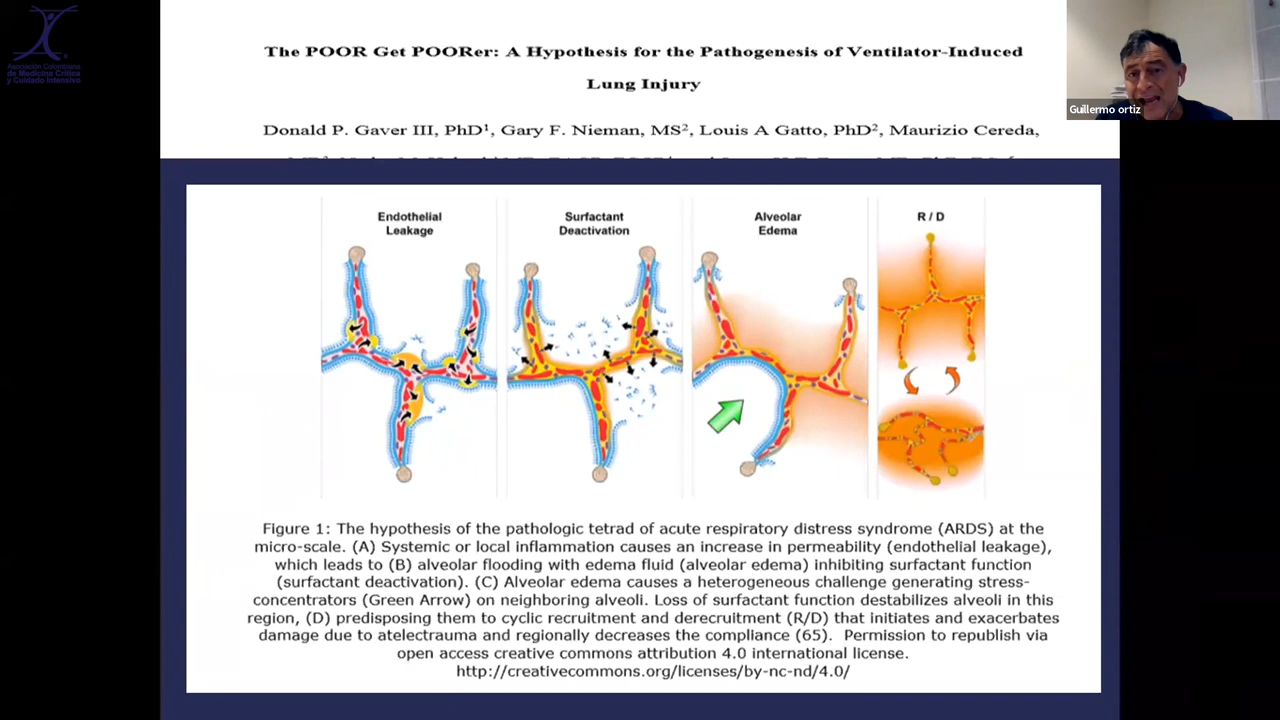 Asociación Colombiana
de Medicina Crítica
y Cuidado Intensivo
The POOR Get POORer: A Hypothesis for the Pathogenesis of Ventilator-Induced
Lung Injury
Donald P. Gaver III, PhD¹, Gary F. Nieman, MS², Louis A Gatto, PhD², Maurizio Cereda,
Guillermo ortiz
Endothelial
Leakage
Surfactant
Deactivation
Alveolar
Edema
R / D
Figure 1: The hypothesis of the pathologic tetrad of acute respiratory distress syndrome (ARDS) at the
micro-scale. (A) Systemic or local inflammation causes an increase in permeability (endothelial leakage),
which leads to (B) alveolar flooding with edema fluid (alveolar edema) inhibiting surfactant function
(surfactant deactivation). (C) Alveolar edema causes a heterogeneous challenge generating stress-
concentrators (Green Arrow) on neighboring alveoli. Loss of surfactant function destabilizes alveoli in this
region, (D) predisposing them to cyclic recruitment and derecruitment (R/D) that initiates and exacerbates
damage due to atelectrauma and regionally decreases the compliance (65). Permission to republish via
open access creative commons attribution 4.0 international license.
http://creativecommons.org/licenses/by-nc-nd/4.0/